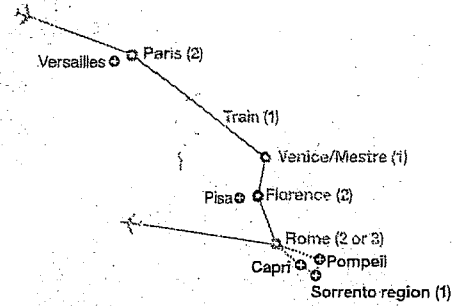 Paris (2)
Versailles
Train (1)
Venice/Mestre (1)
Pisa
Florence (2)
Rome (2 or 3)
Capri
Pompeii
Sorrento region (1)